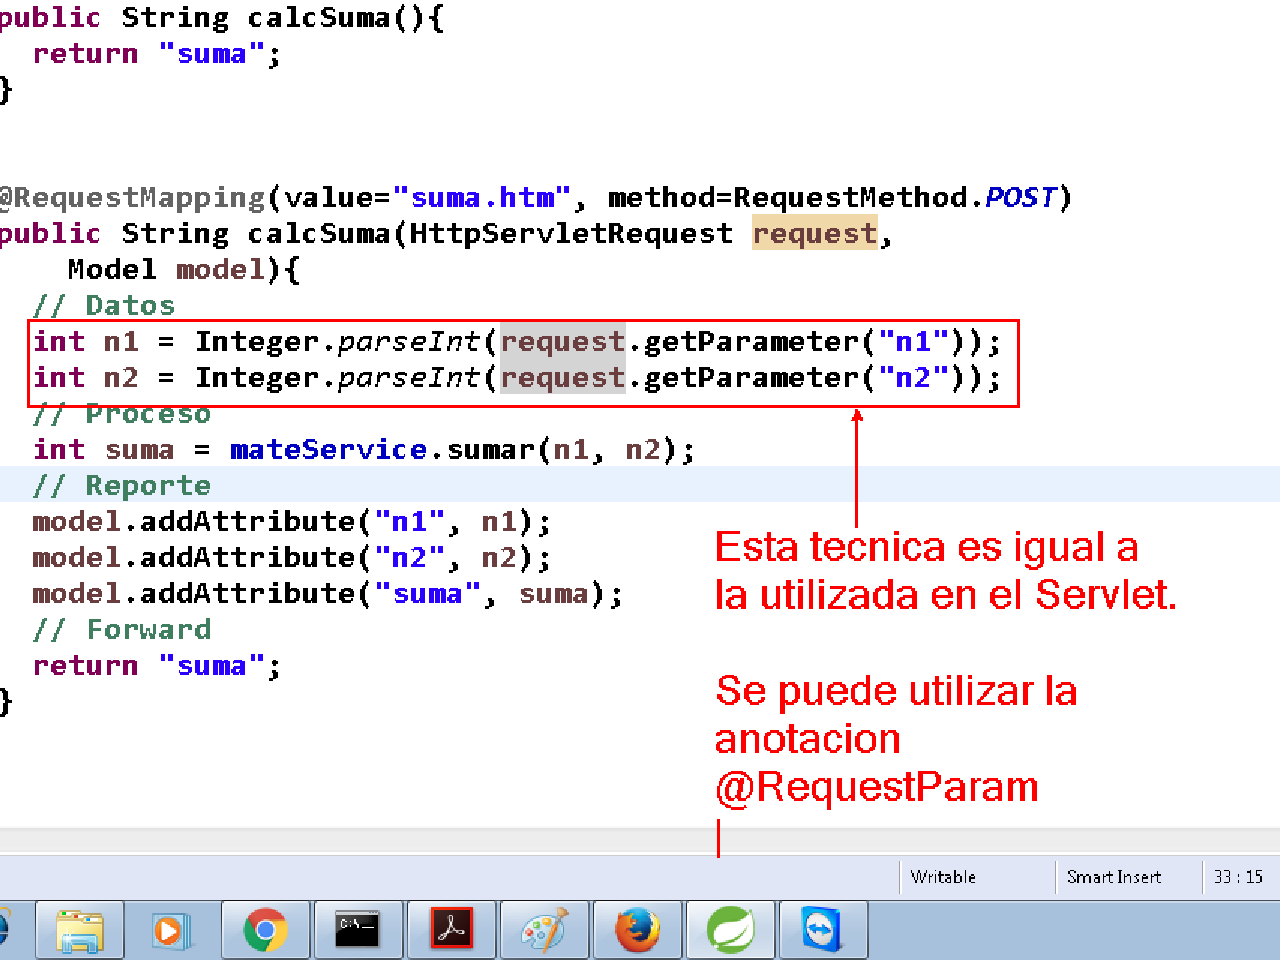 public String calcSuma(){
return "suma";
}
@RequestMapping(value="suma.htm", method=RequestMethod.POST)
public String calcSuma(HttpServletRequest request,
Model model){
// Datos
int n1 = Integer.parseInt(request.getParameter("n1"));
int n2 = Integer.parseInt(request.getParameter("n2"));
// Proceso
int suma = mateService.sumar(n1, n2);
// Reporte
model.addAttribute("n1", n1);
model.addAttribute("n2", n2);
model.addAttribute("suma", suma);
// Forward
return "suma";
}
Esta tecnica es igual a
la utilizada en el Servlet.
Se puede utilizar la
anotacion
@RequestParam
Writable
Smart Insert
33 : 15
C:\_